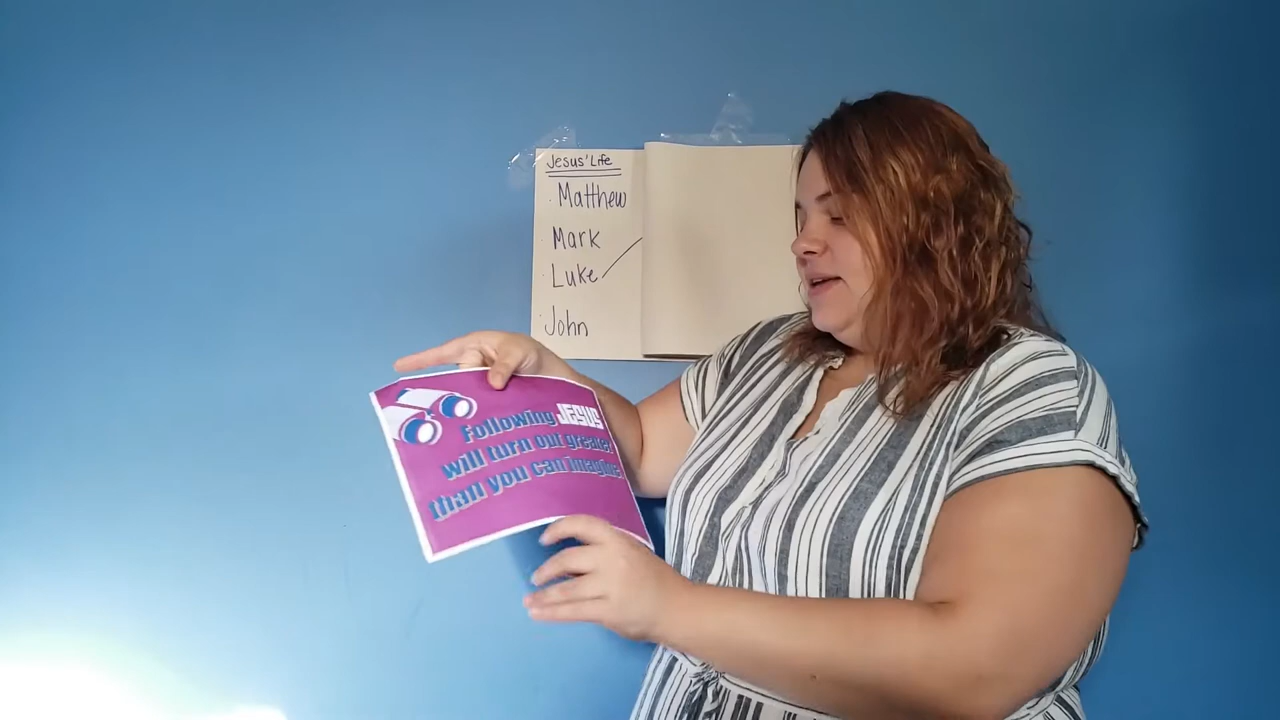 Jesus' Life
Matthew
Mark
Luke
John
Following JESUS
will turn out greater
than you can imagine